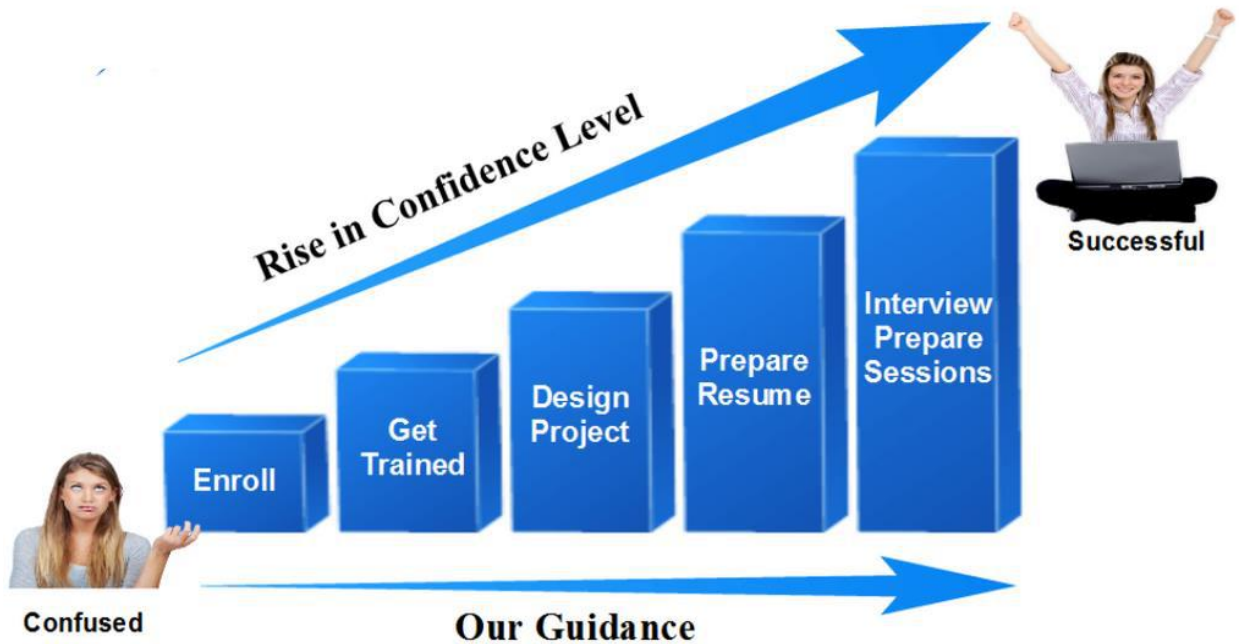 Rise in Confidence Level
Successful
Enroll
Get
Trained
Design
Project
Prepare
Resume
Interview
Prepare
Sessions
Confused
Our Guidance